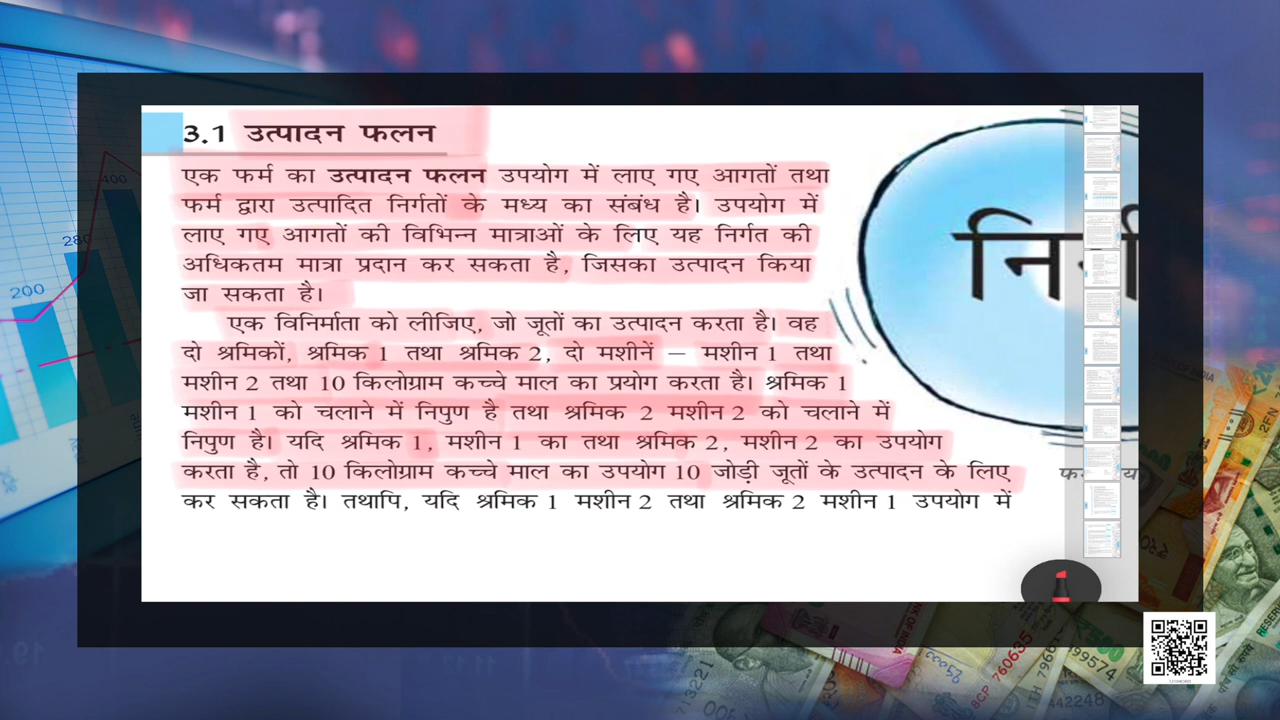 3.1 उत्पादन फलन
एक फर्म का उत्पादन फलन उपयोग में लाए गए आगतों तथा
फर्म द्वारा उत्पादित निर्गतों के मध्य का संबंध है। उपयोग में
लाए गए आगतों की विभिन्न मात्राओं के लिए यह निर्गत की
अधिकतम मात्रा प्रदान कर सकता है, जिसका उत्पादन किया
जा सकता है।
एक विनिर्माता को लीजिए, जो जूतों का उत्पादन करता है। वह
दो श्रमिकों, श्रमिक 1 तथा श्रमिक 2, दो मशीनें – मशीन 1 तथा
मशीन 2 तथा 10 किलोग्राम कच्चे माल का प्रयोग करता है। श्रमिक 1
मशीन 1 को चलाने में निपुण है तथा श्रमिक 2 मशीन 2 को चलाने में
निपुण है। यदि श्रमिक 1, मशीन 1 का तथा श्रमिक 2, मशीन 2 का उपयोग
करता है, तो 10 किलोग्राम कच्चे माल का उपयोग 10 जोड़ी जूतों के उत्पादन के लिए
कर सकता है। तथापि, यदि श्रमिक 1 मशीन 2 तथा श्रमिक 2 मशीन 1 उपयोग में
400
280
200
760635
442248